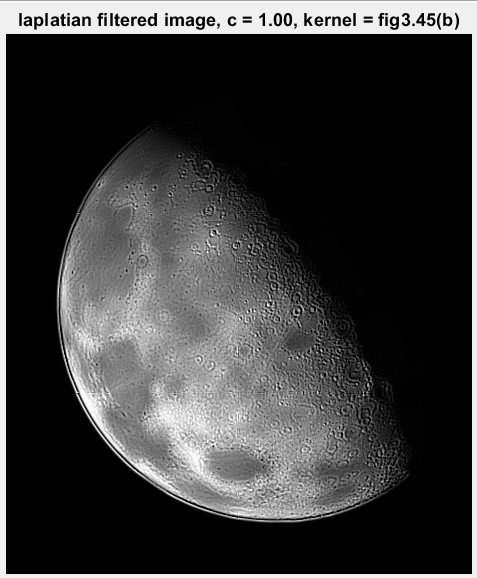 laplatian filtered image, c = 1.00, kernel = fig3.45(b)